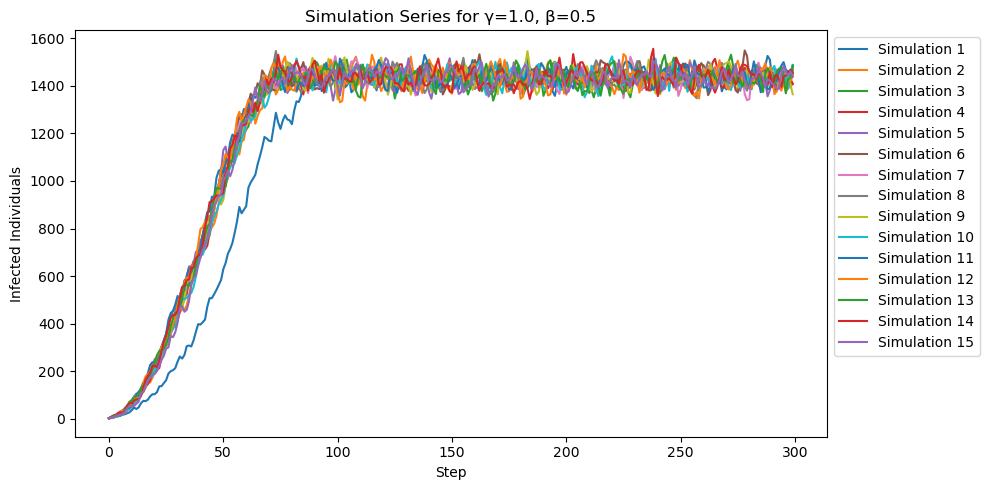 Simulation Series for γ=1.0, β=0.5
1600
1400
1200
1000
800
600
400
200
0
Infected Individuals
0
50
100
150
200
250
300
Step
Simulation 1
Simulation 2
Simulation 3
Simulation 4
Simulation 5
Simulation 6
Simulation 7
Simulation 8
Simulation 9
Simulation 10
Simulation 11
Simulation 12
Simulation 13
Simulation 14
Simulation 15